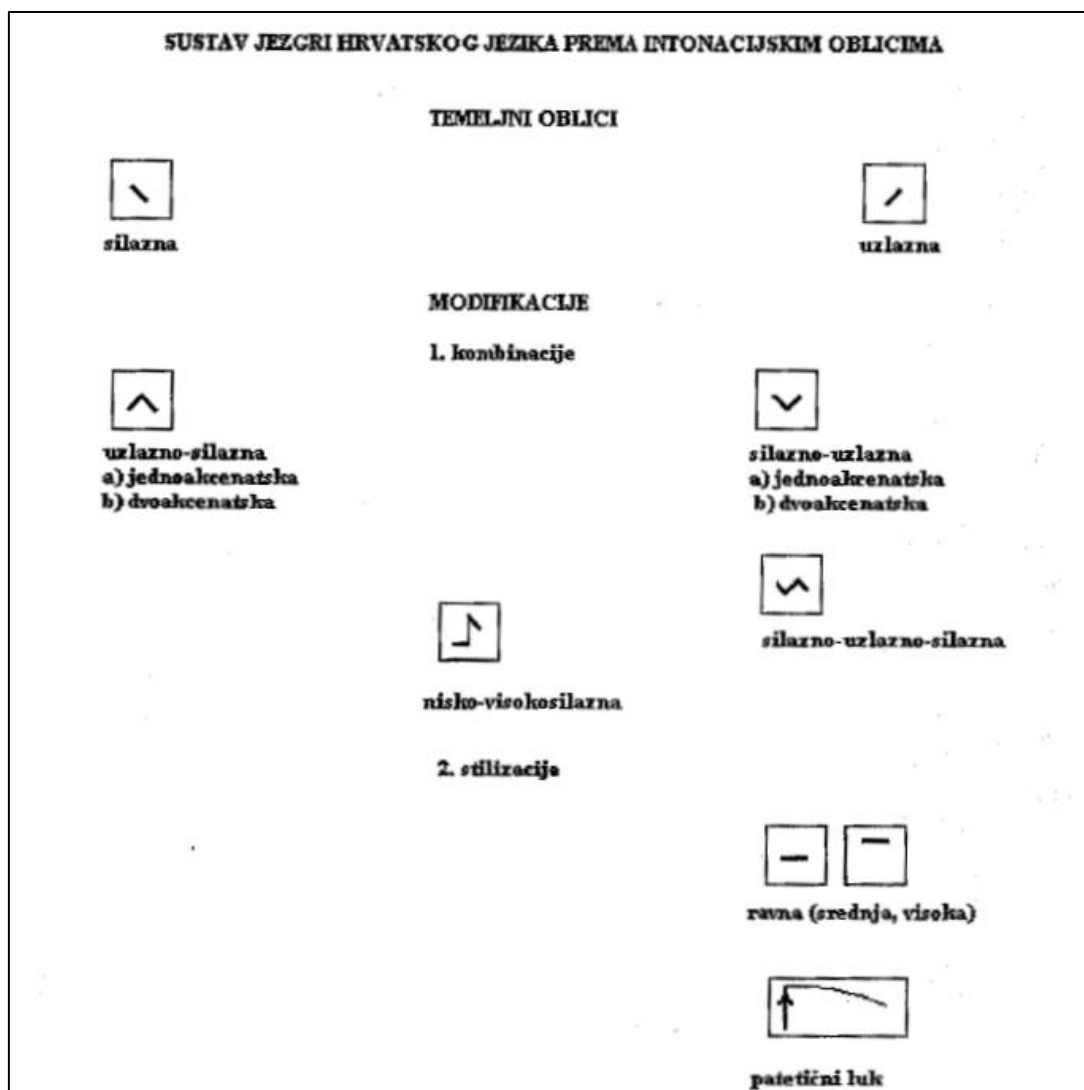 SUSTAV JEZGRI HRVATSKOG JEZIKA PREMA INTONACIJSKIM OBLICIMA
TEMELJNI OBLICI
silazna
uzlazna
MODIFIKACIJE
1. kombinacije
uzlazno-silazna
a) jednoakcenatska
b) dvoakcenatska
silazno-uzlazna
a) jednoakcenatska
b) dvoakcenatska
silazno-uzlazno-silazna
nisko-visokosilazna
2. stilizacije
ravna (srednja, visoka)
patetični luk